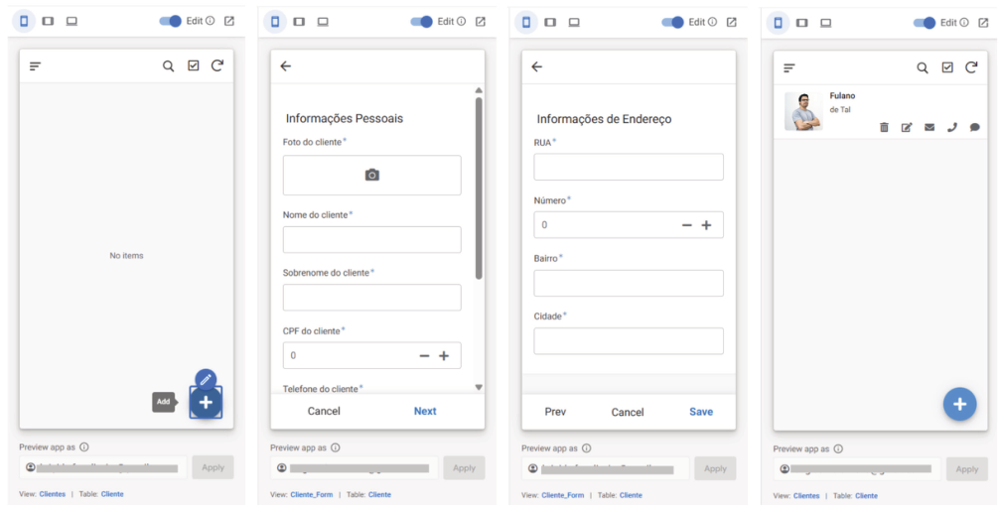 Edit
No items
Add
Preview app as
Apply
View: Clientes | Table: Cliente
Edit
Informações Pessoais
Foto do cliente*
Nome do cliente*
Sobrenome do cliente*
CPF do cliente*
0
Telefone do cliente*
Cancel Next
Preview app as
Apply
View: Cliente_Form | Table: Cliente
Edit
Informações de Endereço
RUA*
Número*
0
Bairro*
Cidade*
Prev Cancel Save
Preview app as
Apply
View: Cliente_Form | Table: Cliente
Edit
Fulano
de Tal
Preview app as
Apply
View: Clientes | Table: Cliente